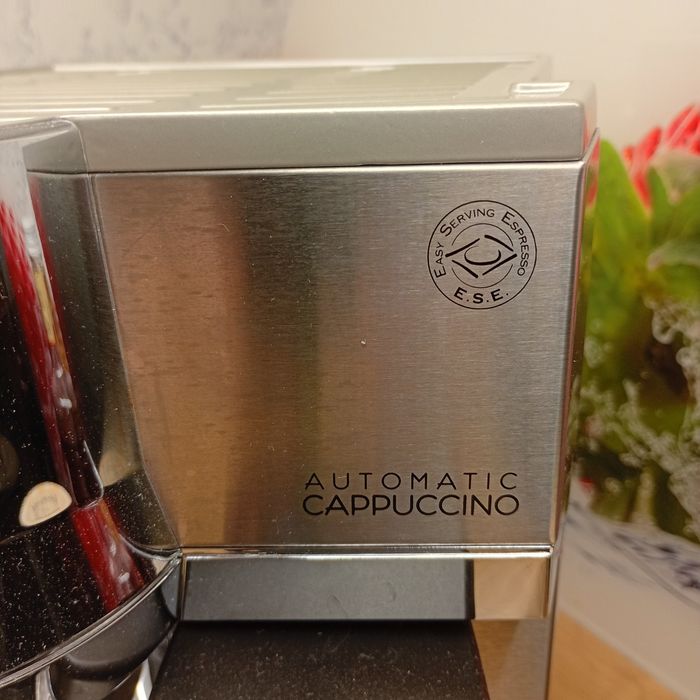 EASY SERVING ESPRESSO
E.S.E.
AUTOMATIC
CAPPUCCINO